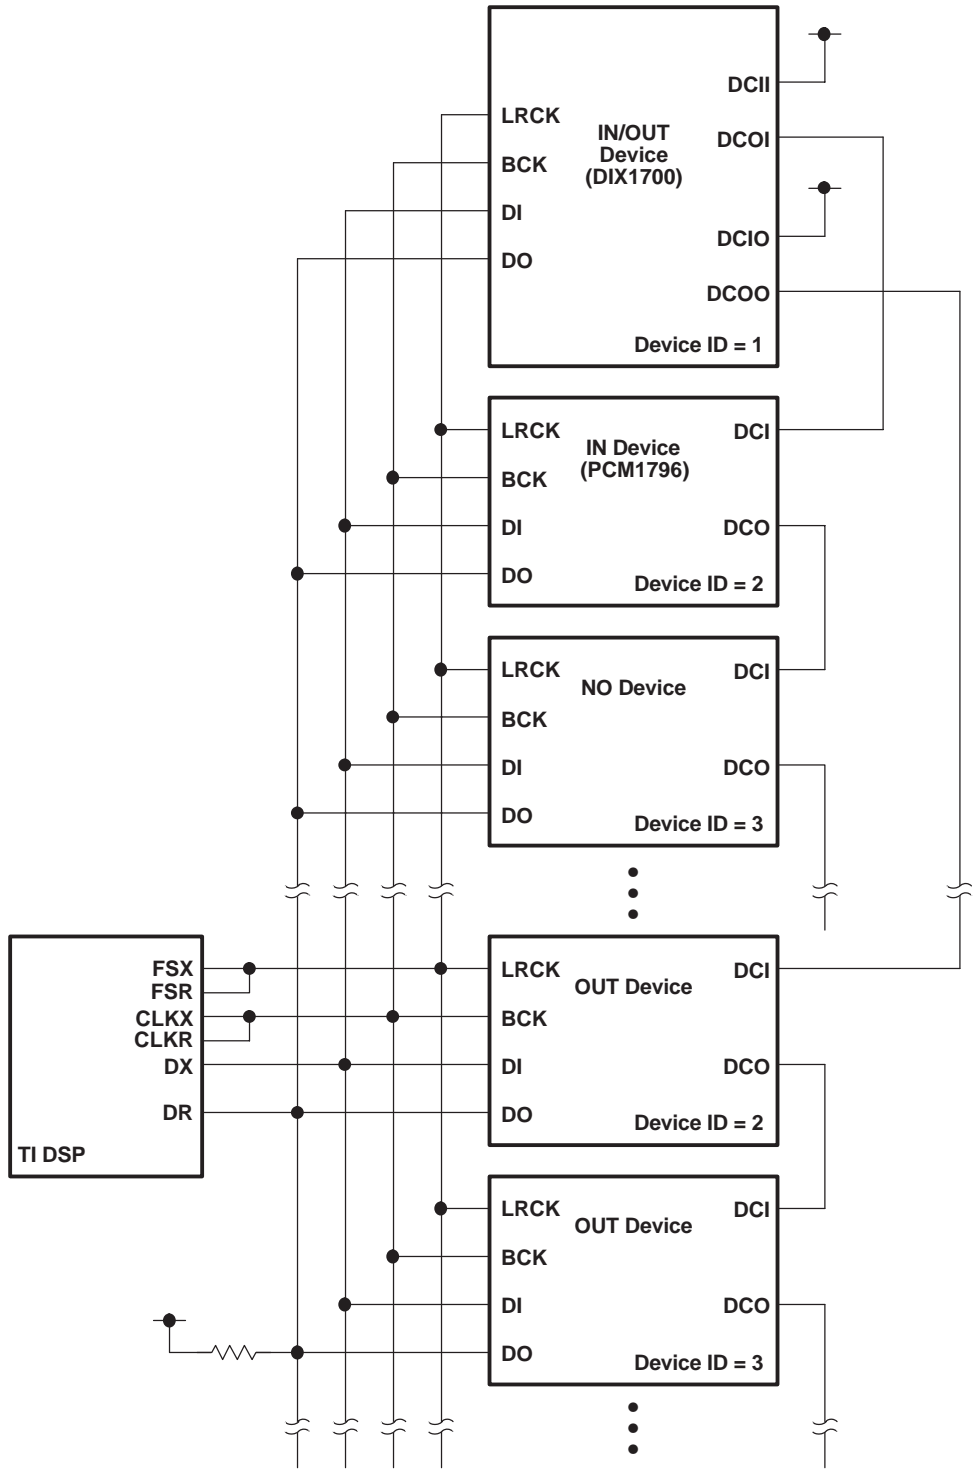 LRCK
BCK
DI
DO
IN/OUT
Device
(DIX1700)
DCII
DCOI
DCIO
DCOO
Device ID = 1
LRCK
BCK
DI
DO
IN Device
(PCM1796)
DCI
DCO
Device ID = 2
LRCK
BCK
DI
DO
NO Device
DCI
DCO
Device ID = 3
FSX
FSR
CLKX
CLKR
DX
DR
TI DSP
LRCK
BCK
DI
DO
OUT Device
DCI
DCO
Device ID = 2
LRCK
BCK
DI
DO
OUT Device
DCI
DCO
Device ID = 3